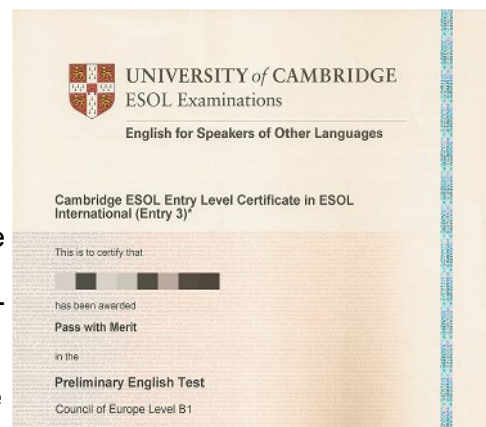 UNIVERSITY of CAMBRIDGE
ESOL Examinations
English for Speakers of Other Languages
Cambridge ESOL Entry Level Certificate in ESOL
International (Entry 3)*
This is to certify that
has been awarded
Pass with Merit
in the
Preliminary English Test
Council of Europe Level B1